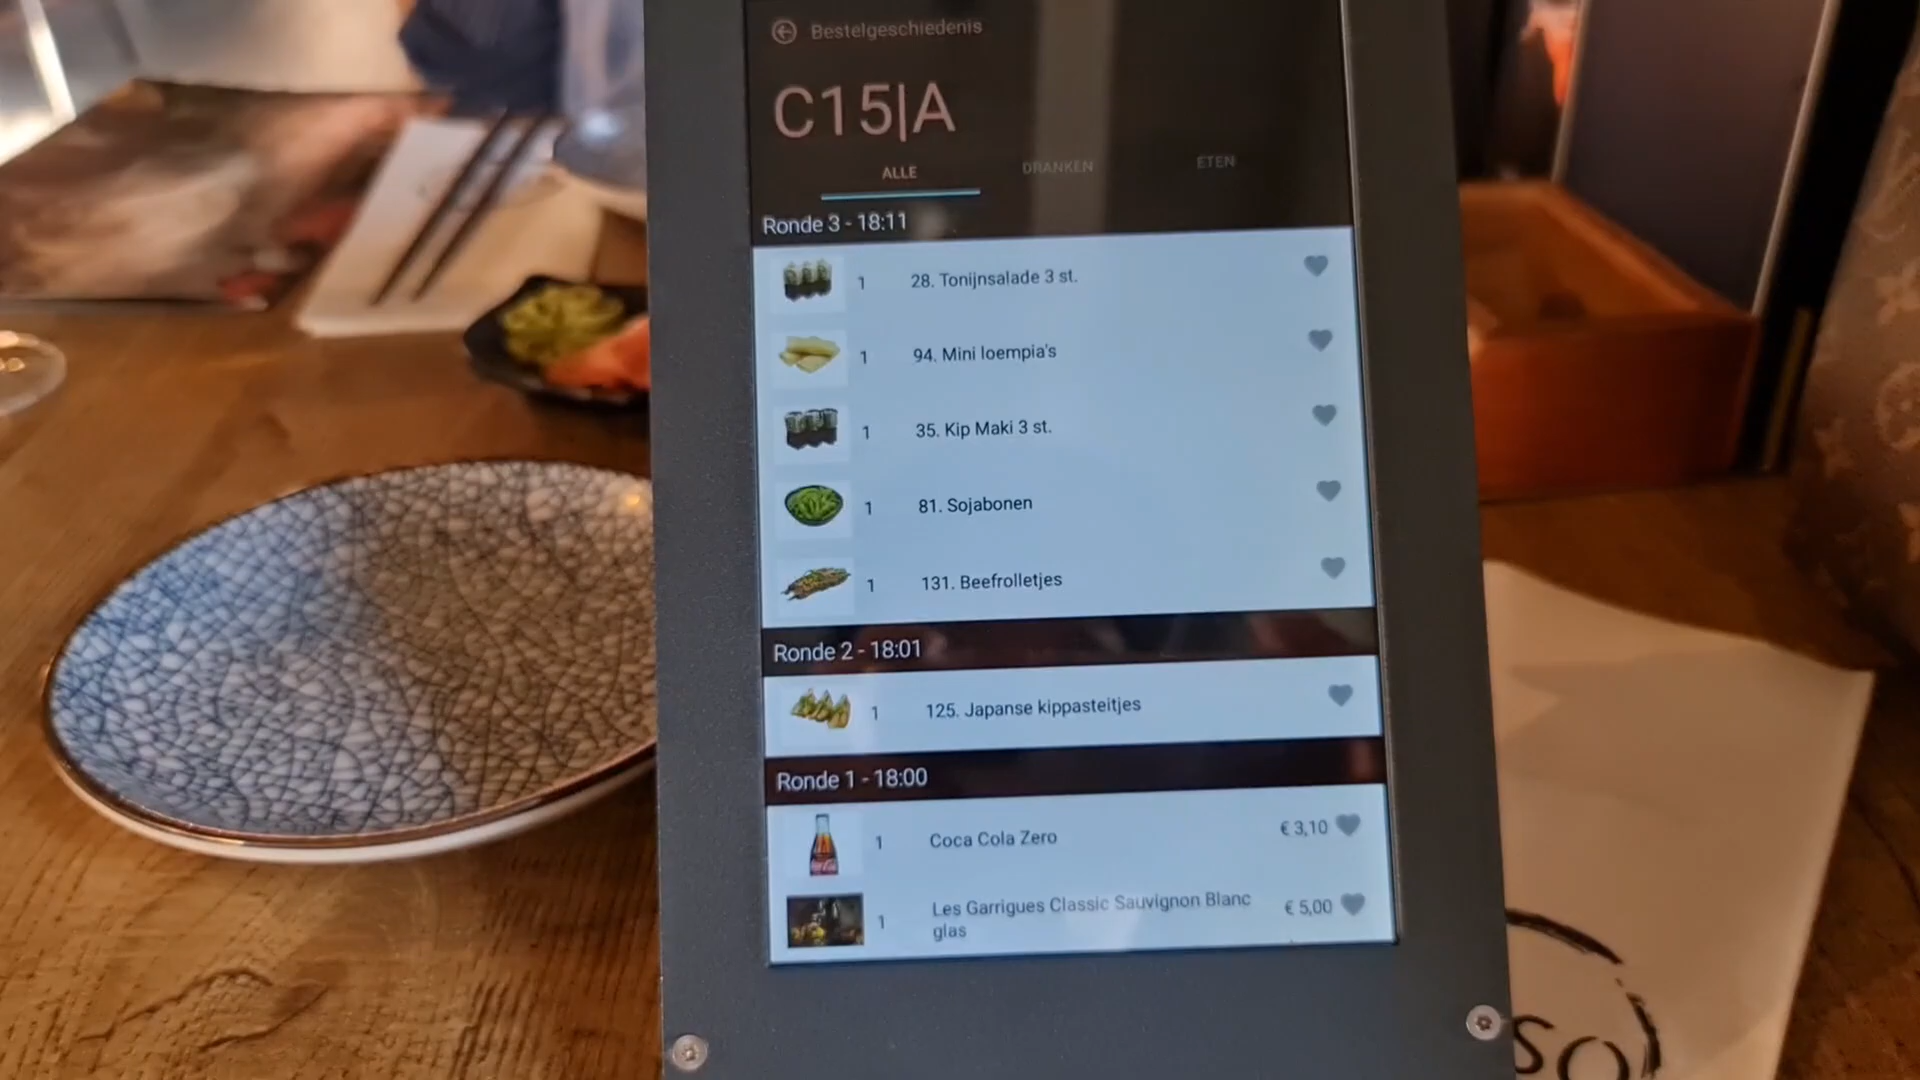 Bestelgeschiedenis
C15|A
ALLE DRANKEN ETEN
Ronde 3 - 18:11
1 28. Tonijnsalade 3 st.
1 94. Mini loempia's
1 35. Kip Maki 3 st.
1 81. Sojabonen
1 131. Beefrolletjes
Ronde 2 - 18:01
1 125. Japanse kippasteitjes
Ronde 1 - 18:00
1 Coca Cola Zero € 3,10
1 Les Garrigues Classic Sauvignon Blanc € 5,00
glas
SO